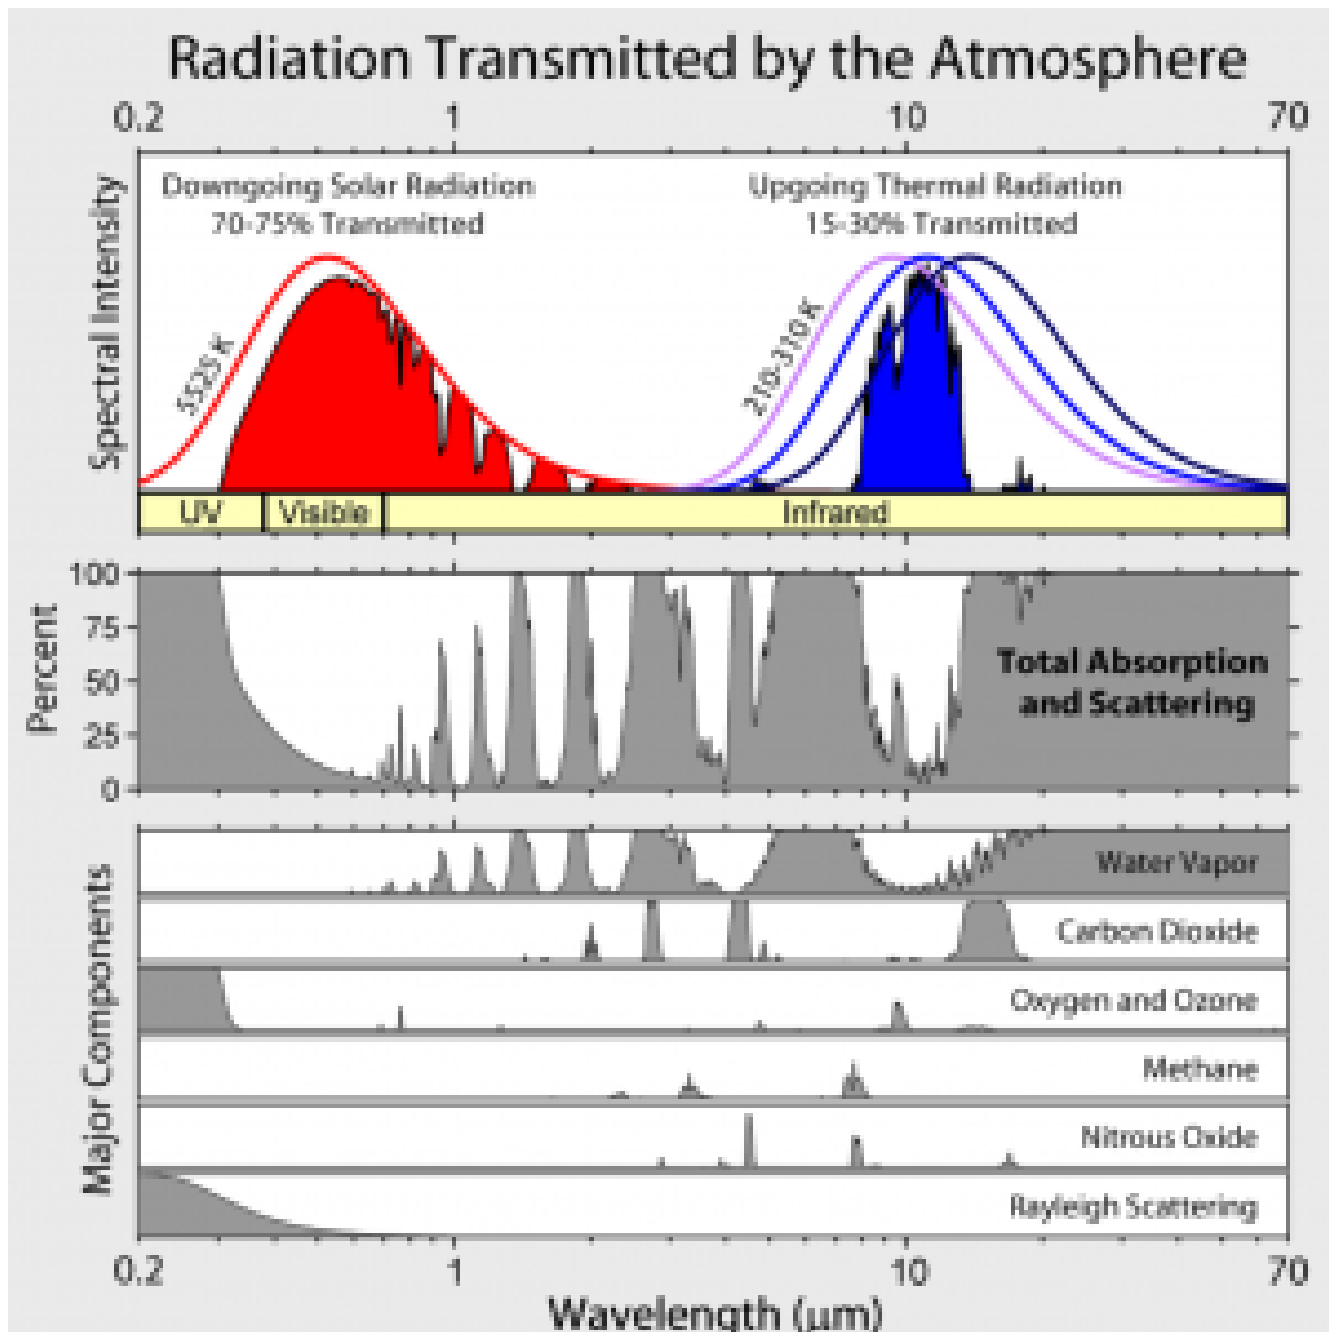 Radiation Transmitted by the Atmosphere
0.2 1 10 70
Spectral Intensity
Downgoing Solar Radiation
70-75% Transmitted
Upgoing Thermal Radiation
15-30% Transmitted
5525 K
210-310 K
UV Visible Infrared
Percent
100
75
50
25
0
Total Absorption
and Scattering
Major Components
Water Vapor
Carbon Dioxide
Oxygen and Ozone
Methane
Nitrous Oxide
Rayleigh Scattering
0.2 1 10 70
Wavelength (μm)